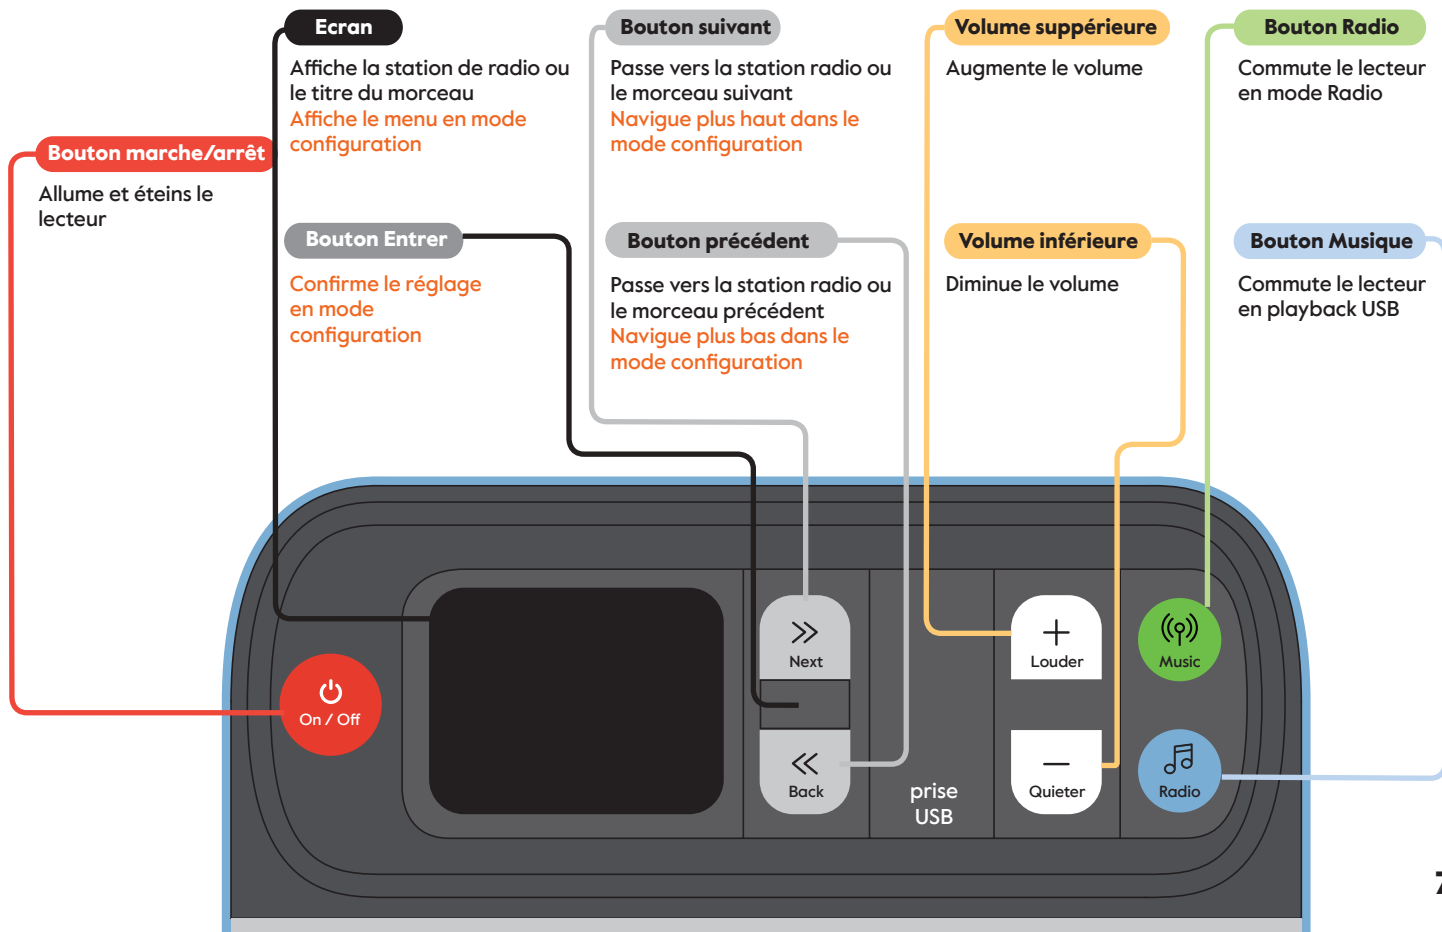 Ecran
Affiche la station de radio ou
le titre du morceau
Affiche le menu en mode
configuration
Bouton suivant
Passe vers la station radio ou
le morceau suivant
Navigue plus haut dans le
mode configuration
Volume suppérieure
Augmente le volume
Bouton Radio
Commute le lecteur
en mode Radio
Bouton marche/arrêt
Allume et éteins le
lecteur
Bouton Entrer
Confirme le réglage
en mode
configuration
Bouton précédent
Passe vers la station radio ou
le morceau précédent
Navigue plus bas dans le
mode configuration
Volume inférieure
Diminue le volume
Bouton Musique
Commute le lecteur
en playback USB
On / Off
Next
Back
prise
USB
Louder
Quieter
Music
Radio
7